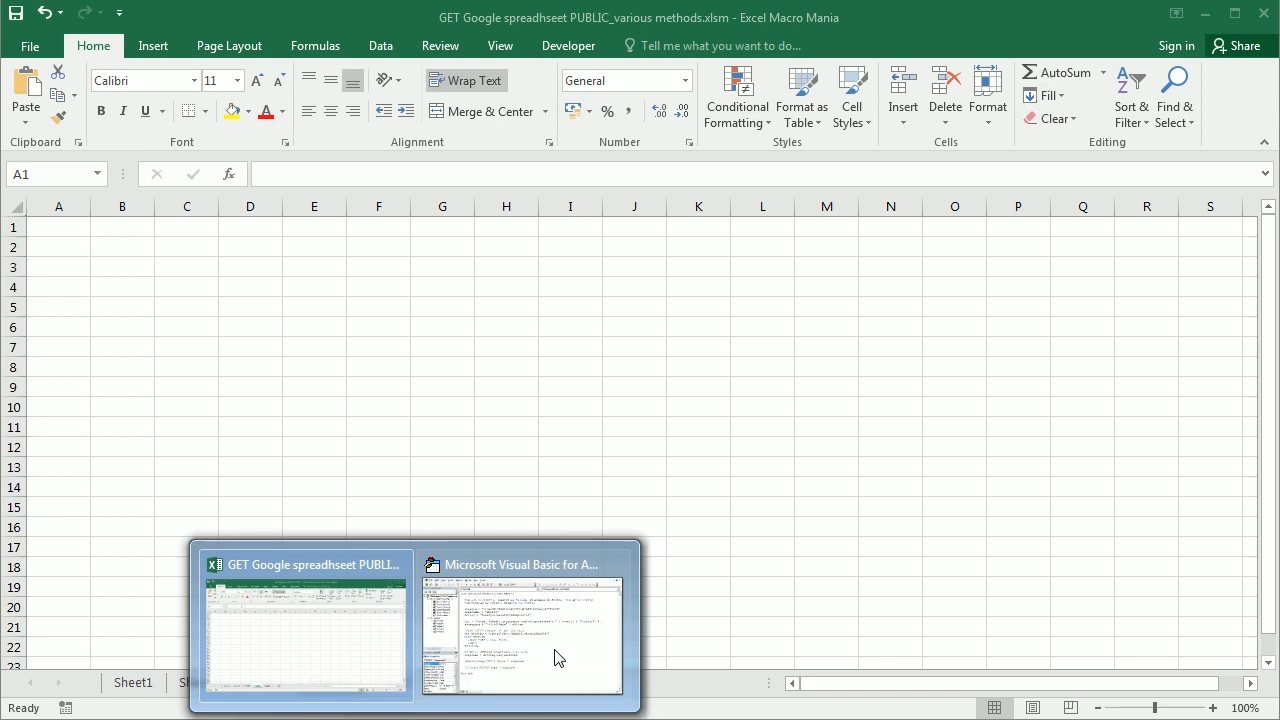 GET Google spreadhseet PUBLIC_various methods.xlsm - Excel Macro Mania
File Home Insert Page Layout Formulas Data Review View Developer Tell me what you want to do... Sign in Share
Paste
Calibri 11
B I U A
Wrap Text
Merge & Center
General
%
Conditional Formatting
Format as Table
Cell Styles
Insert
Delete
Format
AutoSum
Fill
Clear
Sort & Filter
Find & Select
Clipboard Font Alignment Number Styles Cells Editing
A1 fx
A B C D E F G H I J K L M N O P Q R S
1
2
3
4
5
6
7
8
9
10
11
12
13
14
15
16
17
18
19
20
21
22
23
GET Google spreadhseet PUBLI... Microsoft Visual Basic for A...
Sheet1
Ready 100%